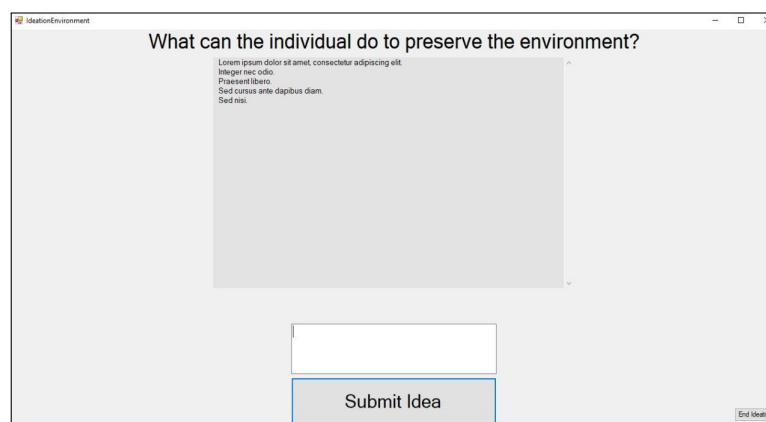 IdeationEnvironment
What can the individual do to preserve the environment?
Lorem ipsum dolor sit amet, consectetur adipiscing elit.
Integer nec odio.
Praesent libero.
Sed cursus ante dapibus diam.
Sed nisi.
Submit Idea
End